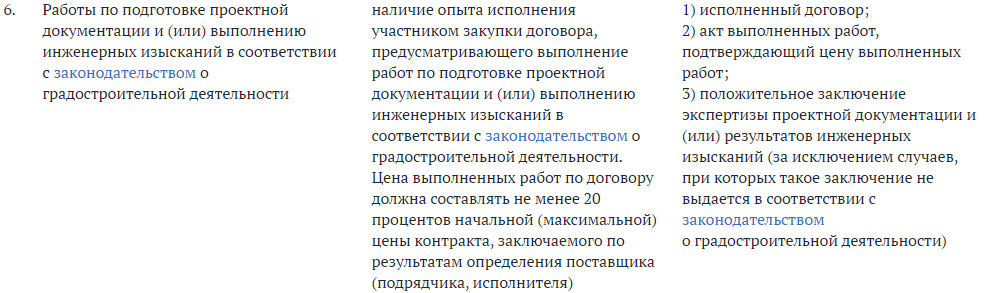 6.
Работы по подготовке проектной
документации и (или) выполнению
инженерных изысканий в соответствии
с законодательством о
градостроительной деятельности
наличие опыта исполнения
участником закупки договора,
предусматривающего выполнение
работ по подготовке проектной
документации и (или) выполнению
инженерных изысканий в
соответствии с законодательством о
градостроительной деятельности.
Цена выполненных работ по договору
должна составлять не менее 20
процентов начальной (максимальной)
цены контракта, заключаемого по
результатам определения поставщика
(подрядчика, исполнителя)
1) исполненный договор;
2) акт выполненных работ,
подтверждающий цену выполненных
работ;
3) положительное заключение
экспертизы проектной документации и
(или) результатов инженерных
изысканий (за исключением случаев,
при которых такое заключение не
выдается в соответствии с
законодательством
о градостроительной деятельности)